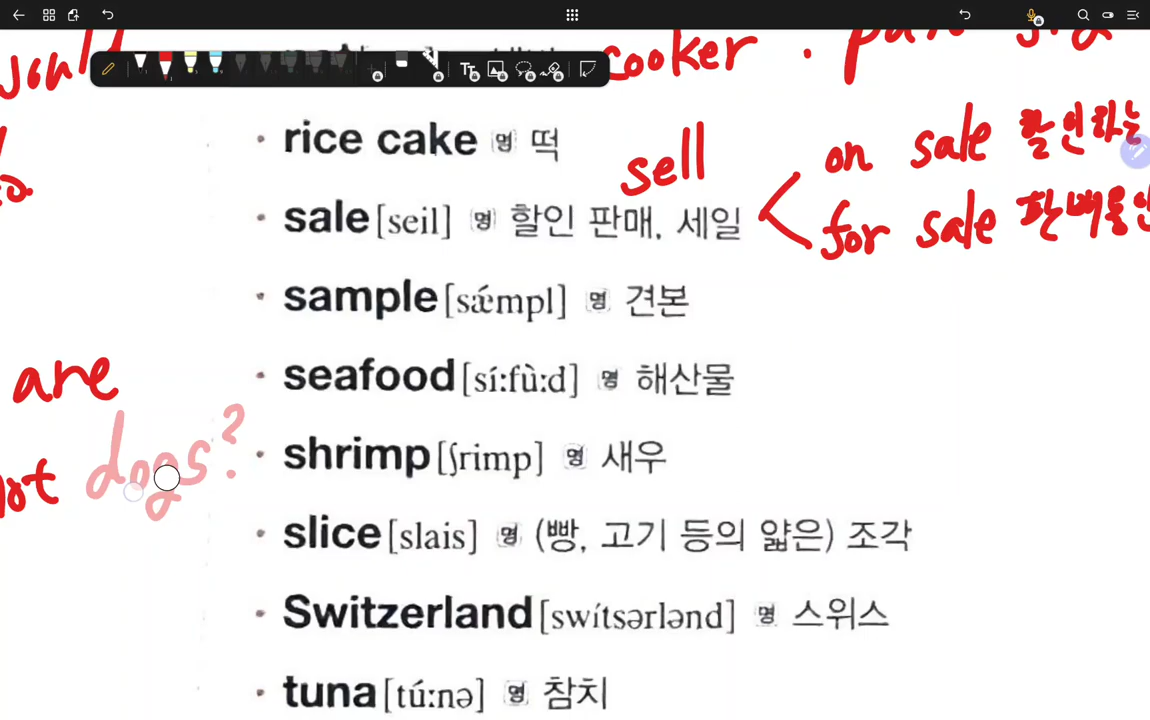 cooker .
rice cake 명 떡
sell
on sale 할인하는
sale [seil] 명 할인 판매, 세일
for sale 판매용인
sample [sǽmpl] 명 견본
seafood [síːfùːd] 명 해산물
are
dogs?
shrimp [ʃrimp] 명 새우
slice [slais] 명 (빵, 고기 등의 얇은) 조각
Switzerland [swítsərlənd] 명 스위스
tuna [túːnə] 명 참치